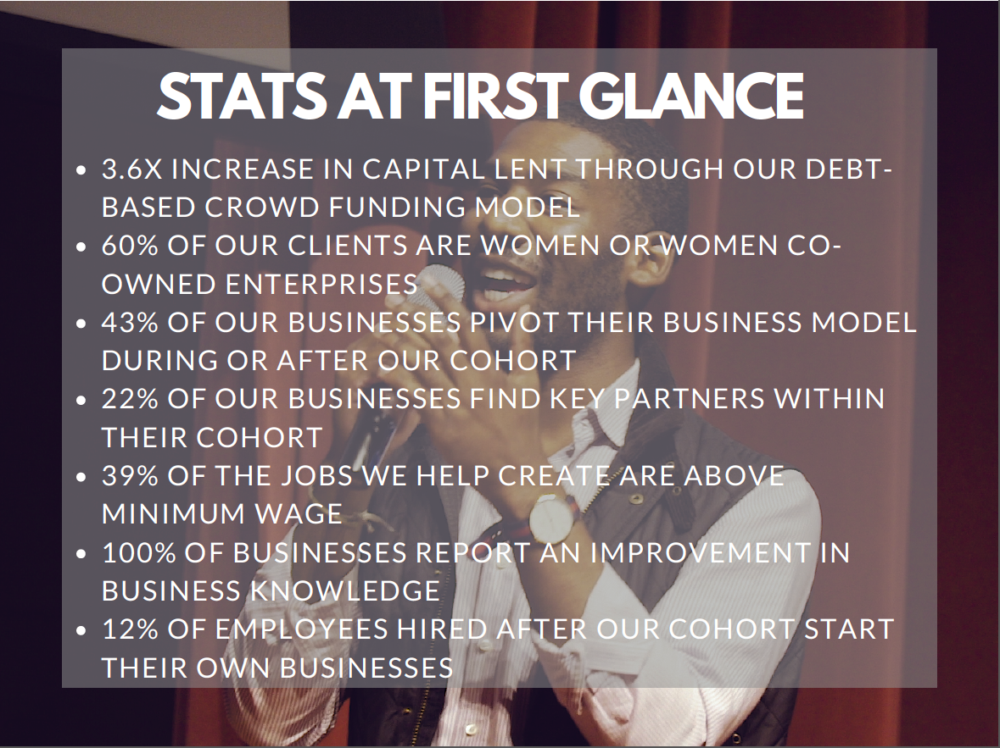 STATS AT FIRST GLANCE
• 3.6X INCREASE IN CAPITAL LENT THROUGH OUR DEBT-
BASED CROWD FUNDING MODEL
• 60% OF OUR CLIENTS ARE WOMEN OR WOMEN CO-
OWNED ENTERPRISES
• 43% OF OUR BUSINESSES PIVOT THEIR BUSINESS MODEL
DURING OR AFTER OUR COHORT
• 22% OF OUR BUSINESSES FIND KEY PARTNERS WITHIN
THEIR COHORT
• 39% OF THE JOBS WE HELP CREATE ARE ABOVE
MINIMUM WAGE
• 100% OF BUSINESSES REPORT AN IMPROVEMENT IN
BUSINESS KNOWLEDGE
• 12% OF EMPLOYEES HIRED AFTER OUR COHORT START
THEIR OWN BUSINESSES